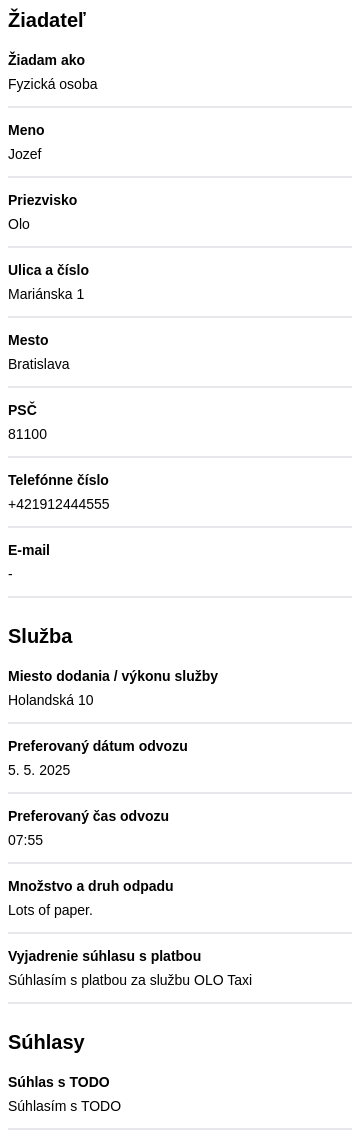 Žiadateľ
Žiadam ako
Fyzická osoba
Meno
Jozef
Priezvisko
Olo
Ulica a číslo
Mariánska 1
Mesto
Bratislava
PSČ
81100
Telefónne číslo
+421912444555
E-mail
-
Služba
Miesto dodania / výkonu služby
Holandská 10
Preferovaný dátum odvozu
5. 5. 2025
Preferovaný čas odvozu
07:55
Množstvo a druh odpadu
Lots of paper.
Vyjadrenie súhlasu s platbou
Súhlasím s platbou za službu OLO Taxi
Súhlasy
Súhlas s TODO
Súhlasím s TODO